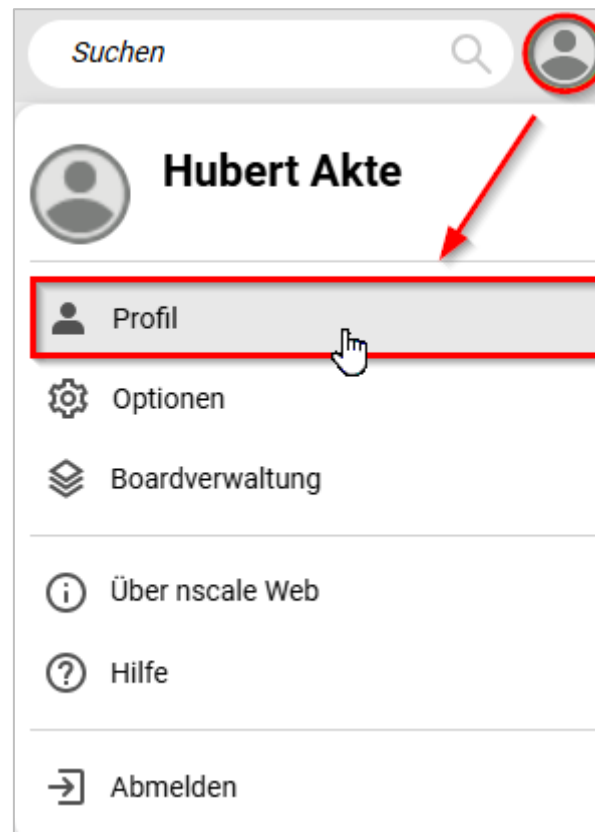 Suchen
Hubert Akte
Profil
Optionen
Boardverwaltung
Über nscale Web
Hilfe
Abmelden